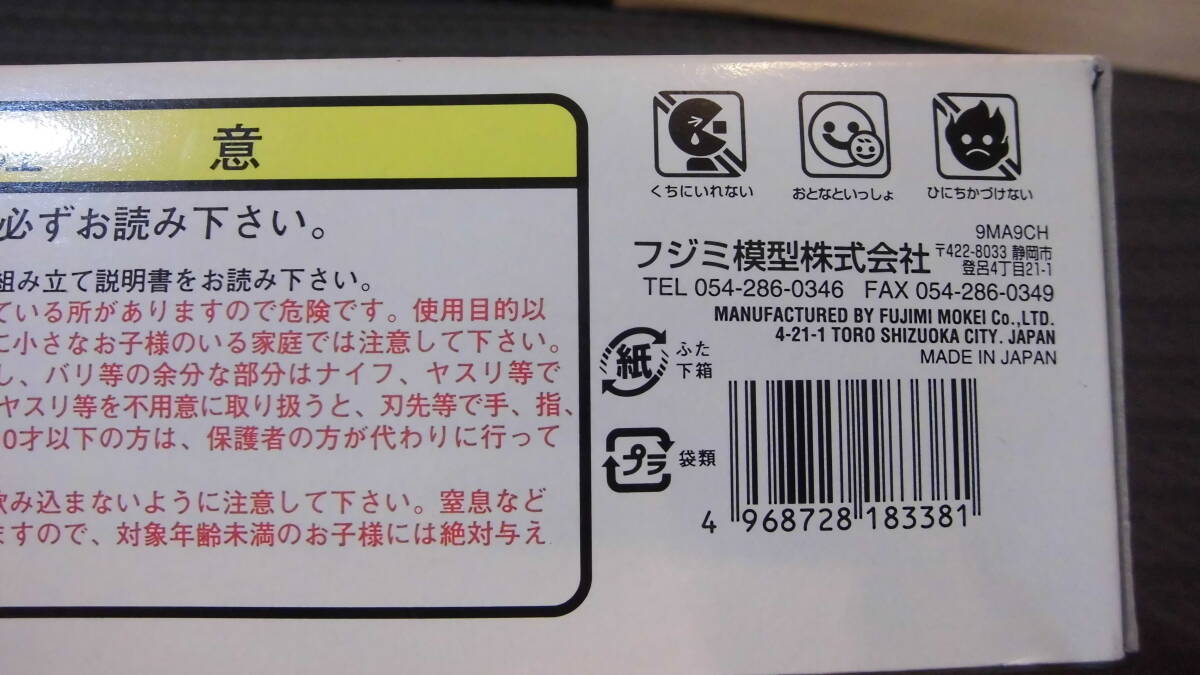 意
必ずお読み下さい。
組み立て説明書をお読み下さい。
ている所がありますので危険です。使用目的以
に小さなお子様のいる家庭では注意して下さい。
し、バリ等の余分な部分はナイフ、ヤスリ等で
ヤスリ等を不用意に取り扱うと、刃先等で手、指、
0才以下の方は、保護者の方が代わりに行って
飲み込まないように注意して下さい。窒息など
ますので、対象年齢未満のお子様には絶対与え
くちにいれない
おとなといっしょ
ひにちかづけない
9MA9CH
フジミ模型株式会社 〒422-8033 静岡市
登呂4丁目21-1
TEL 054-286-0346 FAX 054-286-0349
MANUFACTURED BY FUJIMI MOKEI Co.,LTD.
4-21-1 TORO SHIZUOKA CITY. JAPAN
MADE IN JAPAN
紙 ふた
下箱
プラ 袋類
4 968728 183381